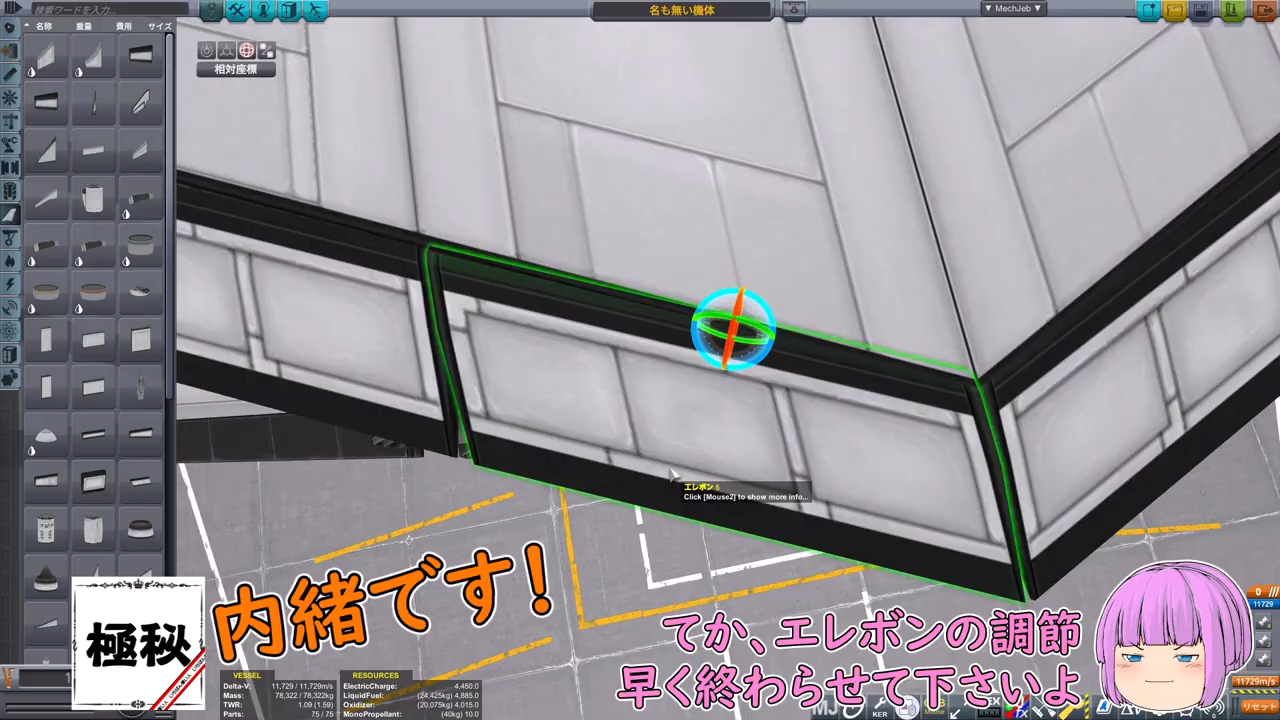 検索ワードを入力...
名も無い機体
▼ MechJeb ▼
名称 重量 費用 サイズ
相対座標
エレボン 5
Click [Mouse2] to show more info...
内緒です!
極秘
てか、エレボンの調節
早く終わらせて下さいよ
VESSEL
Delta-V: 11,729 / 11,729m/s
Mass: 79,322 / 78,322kg
TWR: 1.09 (1.59)
Parts: 75 / 75
RESOURCES
ElectricCharge: 4,450.0
LiquidFuel: (24,425kg) 4,885.0
Oxidizer: (20,075kg) 4,015.0
MonoPropellant: (40kg) 10.0
MJ
KER
0
11729
11729m/s
リセット